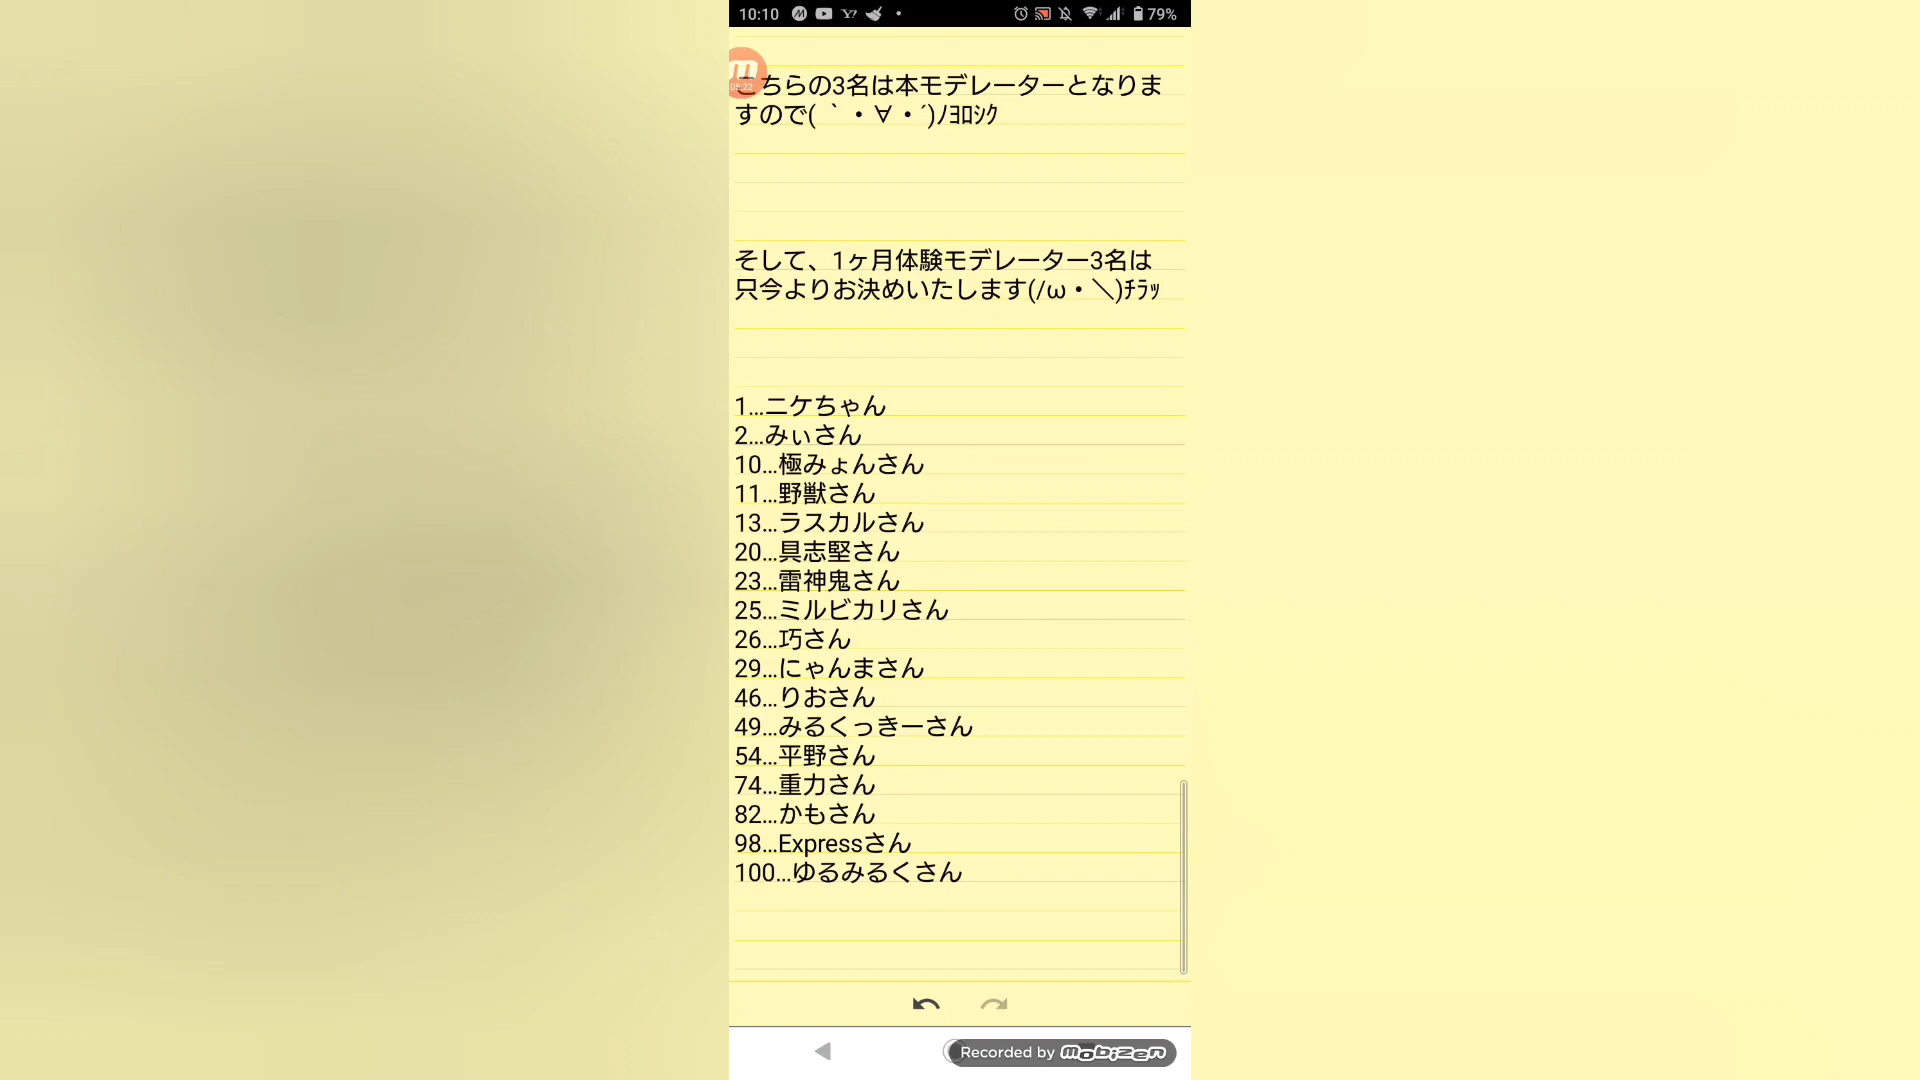 10:10
79%
05:22
こちらの3名は本モデレーターとなりま
すので( ｀・∀・´)ﾉﾖﾛｼｸ
そして、1ヶ月体験モデレーター3名は
只今よりお決めいたします(/ω・＼)ﾁﾗｯ
1…ニケちゃん
2…みぃさん
10…極みょんさん
11…野獣さん
13…ラスカルさん
20…具志堅さん
23…雷神鬼さん
25…ミルビカリさん
26…巧さん
29…にゃんまさん
46…りおさん
49…みるくっきーさん
54…平野さん
74…重力さん
82…かもさん
98…Expressさん
100…ゆるみるくさん
Recorded by mobizen